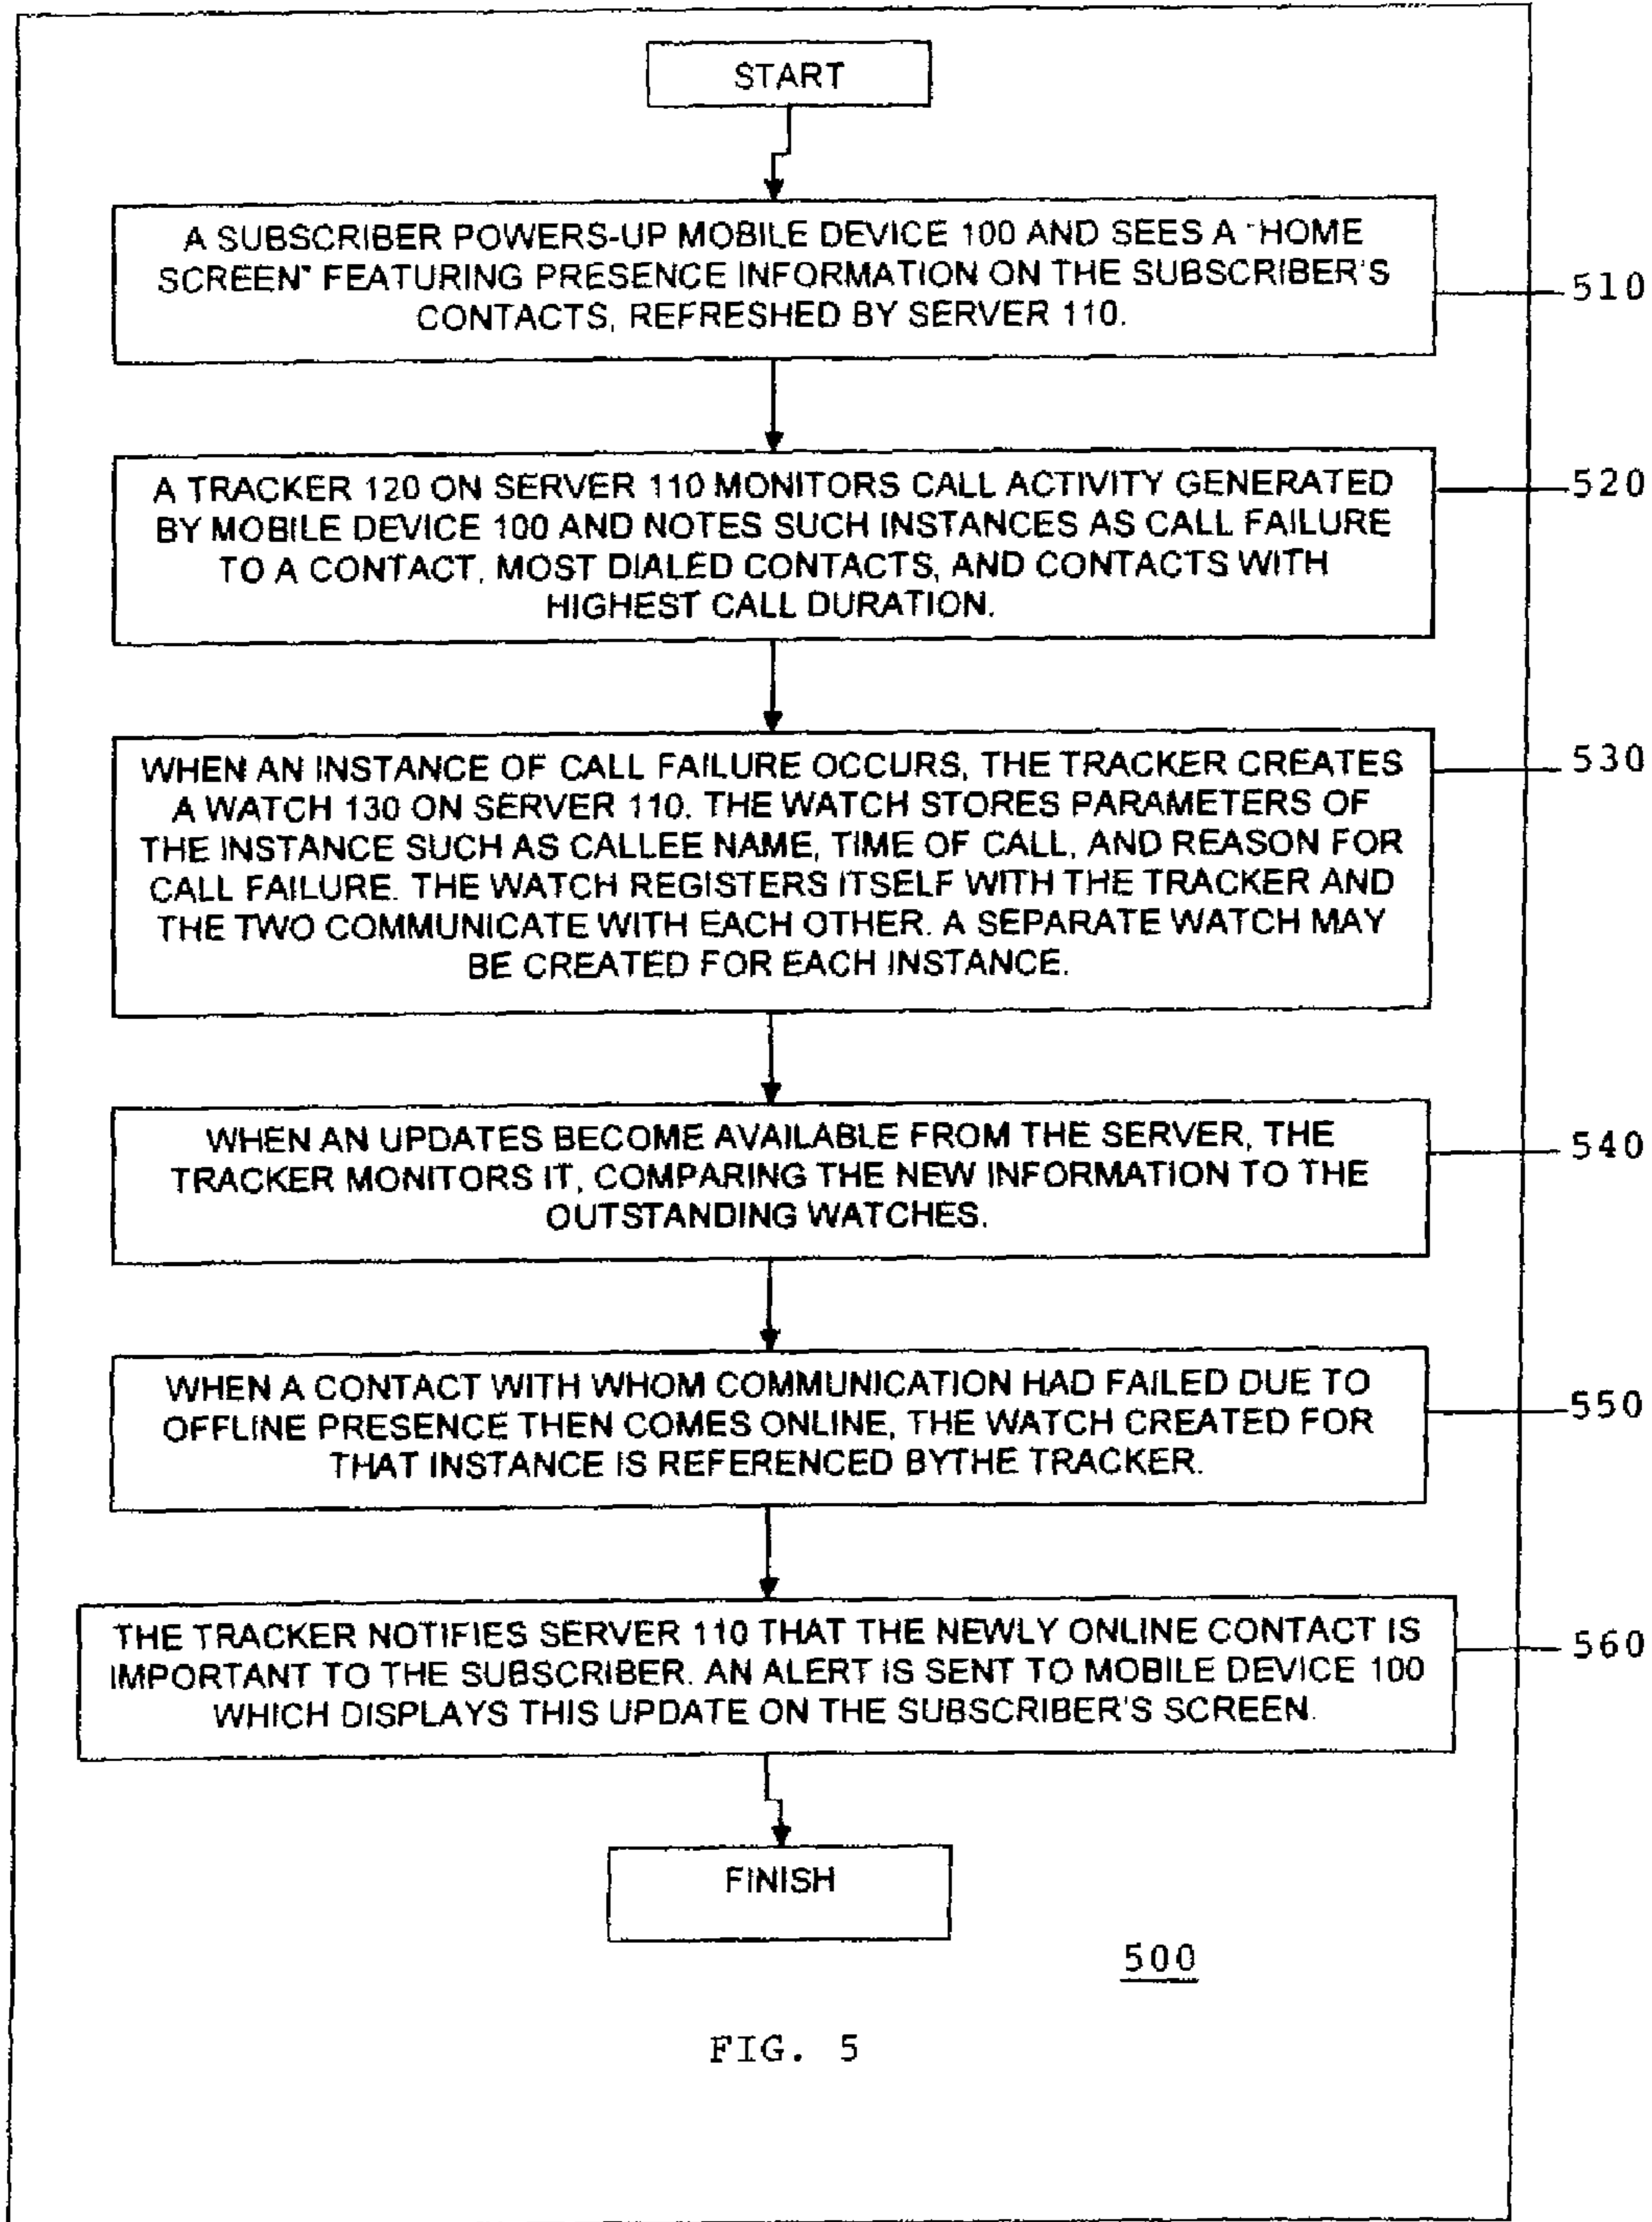 START
A SUBSCRIBER POWERS-UP MOBILE DEVICE 100 AND SEES A "HOME
SCREEN" FEATURING PRESENCE INFORMATION ON THE SUBSCRIBER'S
CONTACTS, REFRESHED BY SERVER 110.
510
A TRACKER 120 ON SERVER 110 MONITORS CALL ACTIVITY GENERATED
BY MOBILE DEVICE 100 AND NOTES SUCH INSTANCES AS CALL FAILURE
TO A CONTACT, MOST DIALED CONTACTS, AND CONTACTS WITH
HIGHEST CALL DURATION.
520
WHEN AN INSTANCE OF CALL FAILURE OCCURS, THE TRACKER CREATES
A WATCH 130 ON SERVER 110. THE WATCH STORES PARAMETERS OF
THE INSTANCE SUCH AS CALLEE NAME, TIME OF CALL, AND REASON FOR
CALL FAILURE. THE WATCH REGISTERS ITSELF WITH THE TRACKER AND
THE TWO COMMUNICATE WITH EACH OTHER. A SEPARATE WATCH MAY
BE CREATED FOR EACH INSTANCE.
530
WHEN AN UPDATES BECOME AVAILABLE FROM THE SERVER, THE
TRACKER MONITORS IT, COMPARING THE NEW INFORMATION TO THE
OUTSTANDING WATCHES.
540
WHEN A CONTACT WITH WHOM COMMUNICATION HAD FAILED DUE TO
OFFLINE PRESENCE THEN COMES ONLINE, THE WATCH CREATED FOR
THAT INSTANCE IS REFERENCED BYTHE TRACKER.
550
THE TRACKER NOTIFIES SERVER 110 THAT THE NEWLY ONLINE CONTACT IS
IMPORTANT TO THE SUBSCRIBER. AN ALERT IS SENT TO MOBILE DEVICE 100
WHICH DISPLAYS THIS UPDATE ON THE SUBSCRIBER'S SCREEN.
560
FINISH
500
FIG. 5